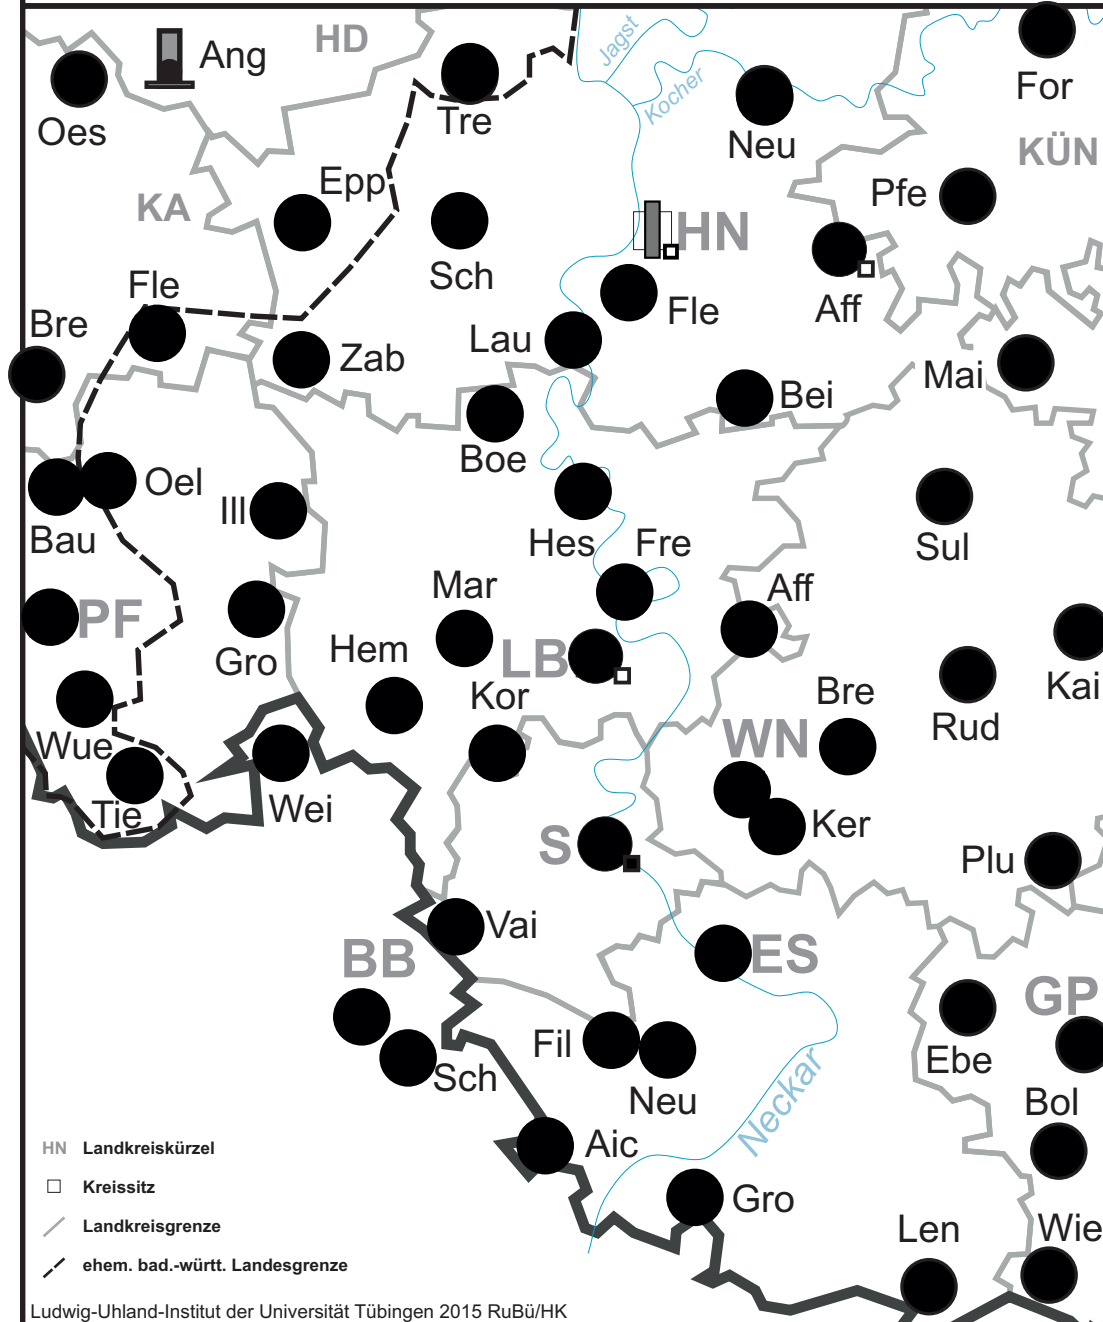 HD
Jagst
Ang
Oes
Tre
Kocher
Neu
For
KÜN
KA
Epp
Pfe
HN
Sch
Fle
Fle
Aff
Bre
Lau
Zab
Mai
Bei
Boe
Oel
Ill
Bau
Hes
Fre
Sul
Mar
Aff
PF
Gro
Hem
LB
Kor
Bre
Rud
Kai
Wue
WN
Tie
Wei
S
Ker
Plu
Vai
BB
ES
GP
Fil
Sch
Ebe
Neu
Neckar
Bol
Aic
Gro
Len
Wie
HN Landkreiskürzel
Kreissitz
Landkreisgrenze
ehem. bad.-württ. Landesgrenze
Ludwig-Uhland-Institut der Universität Tübingen 2015 RuBü/HK